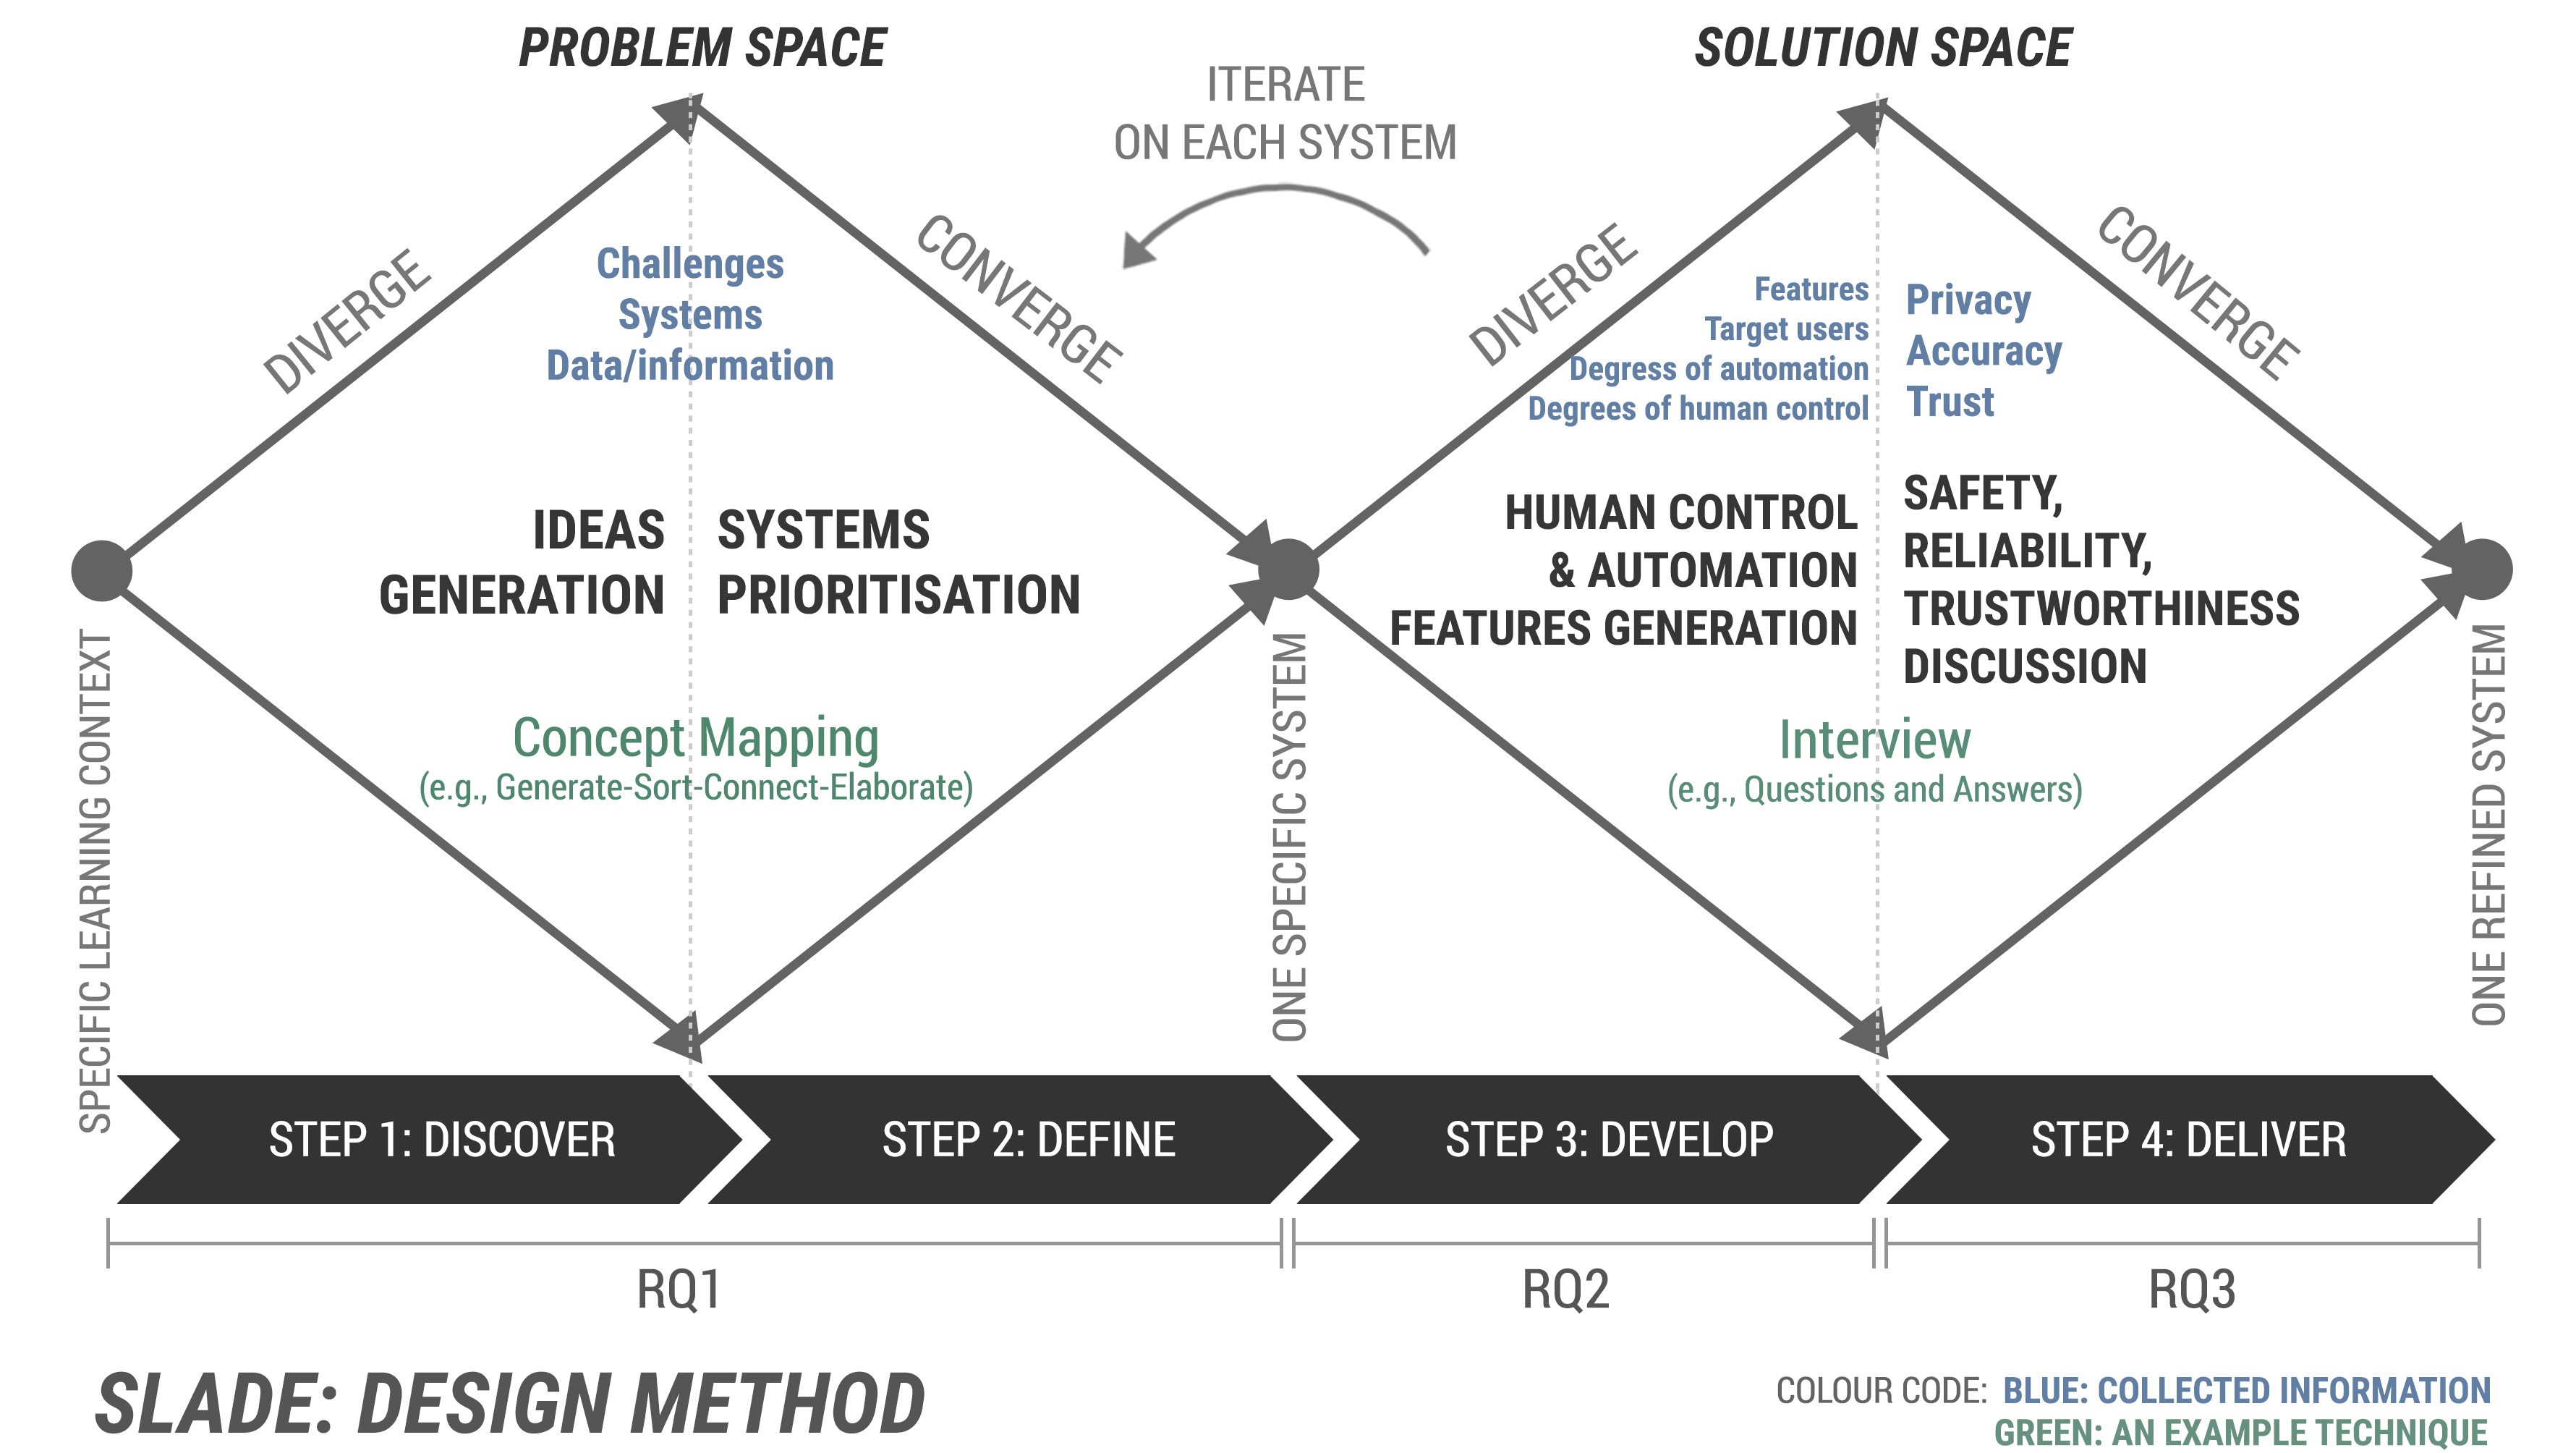 PROBLEM SPACE
SOLUTION SPACE
ITERATE
ON EACH SYSTEM
DIVERGE
CONVERGE
DIVERGE
CONVERGE
Challenges
Systems
Data/information
Features
Target users
Degress of automation
Degrees of human control
Privacy
Accuracy
Trust
IDEAS
GENERATION
SYSTEMS
PRIORITISATION
HUMAN CONTROL
& AUTOMATION
FEATURES GENERATION
SAFETY,
RELIABILITY,
TRUSTWORTHINESS
DISCUSSION
Concept Mapping
(e.g., Generate-Sort-Connect-Elaborate)
Interview
(e.g., Questions and Answers)
SPECIFIC LEARNING CONTEXT
ONE SPECIFIC SYSTEM
ONE REFINED SYSTEM
STEP 1: DISCOVER
STEP 2: DEFINE
STEP 3: DEVELOP
STEP 4: DELIVER
RQ1
RQ2
RQ3
SLADE: DESIGN METHOD
COLOUR CODE: BLUE: COLLECTED INFORMATION
GREEN: AN EXAMPLE TECHNIQUE